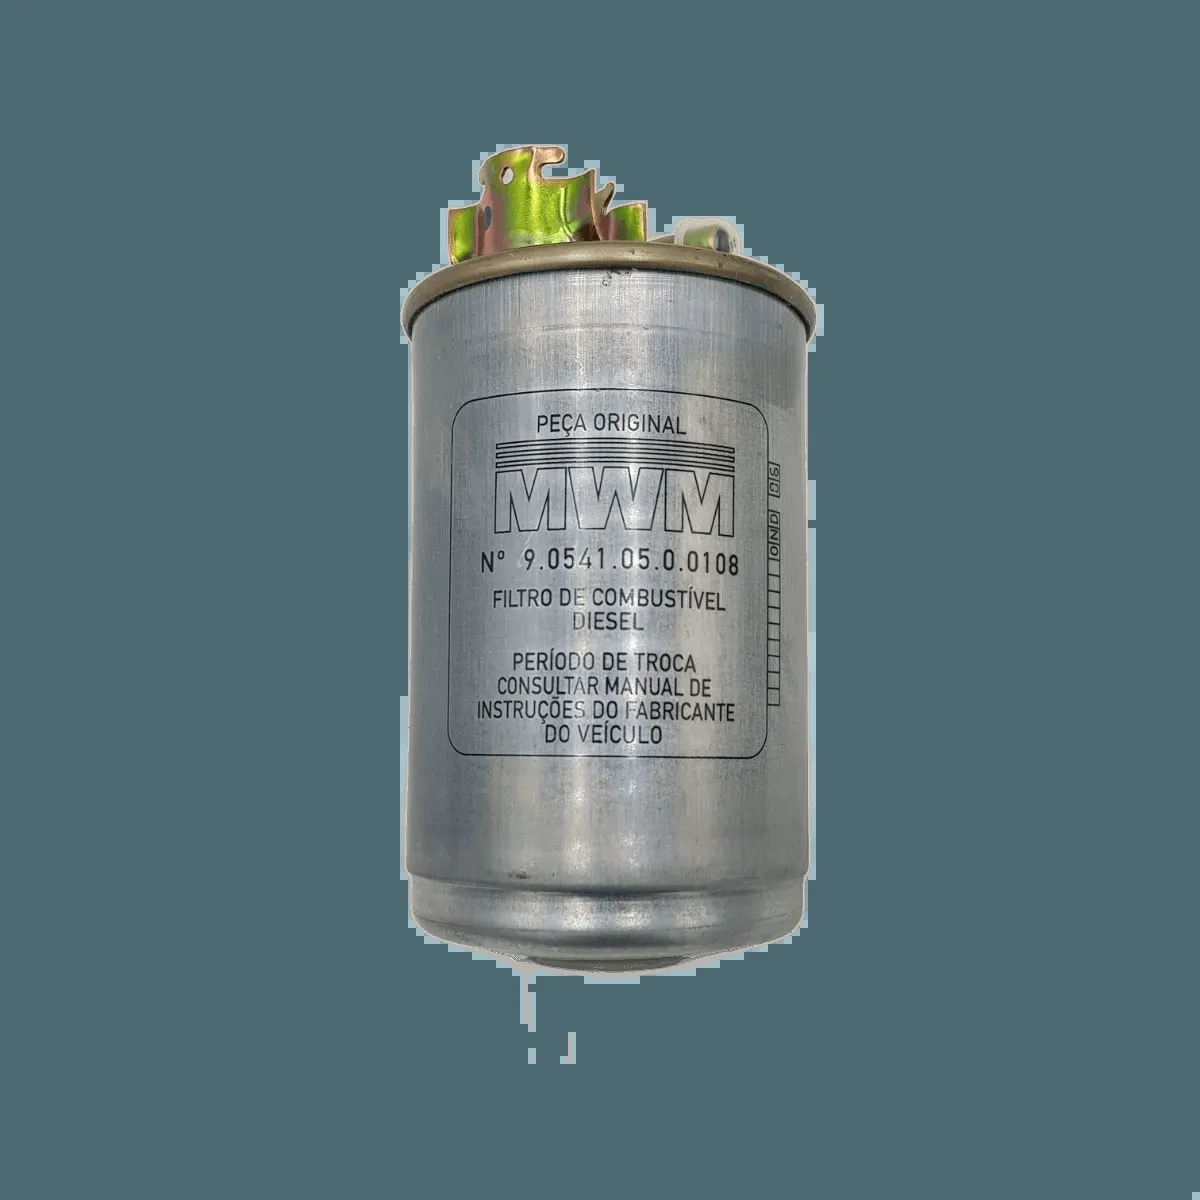 PEÇA ORIGINAL
MWM
Nº 9.0541.05.0.0108
FILTRO DE COMBUSTÍVEL
DIESEL
PERÍODO DE TROCA
CONSULTAR MANUAL DE
INSTRUÇÕES DO FABRICANTE
DO VEÍCULO
OND